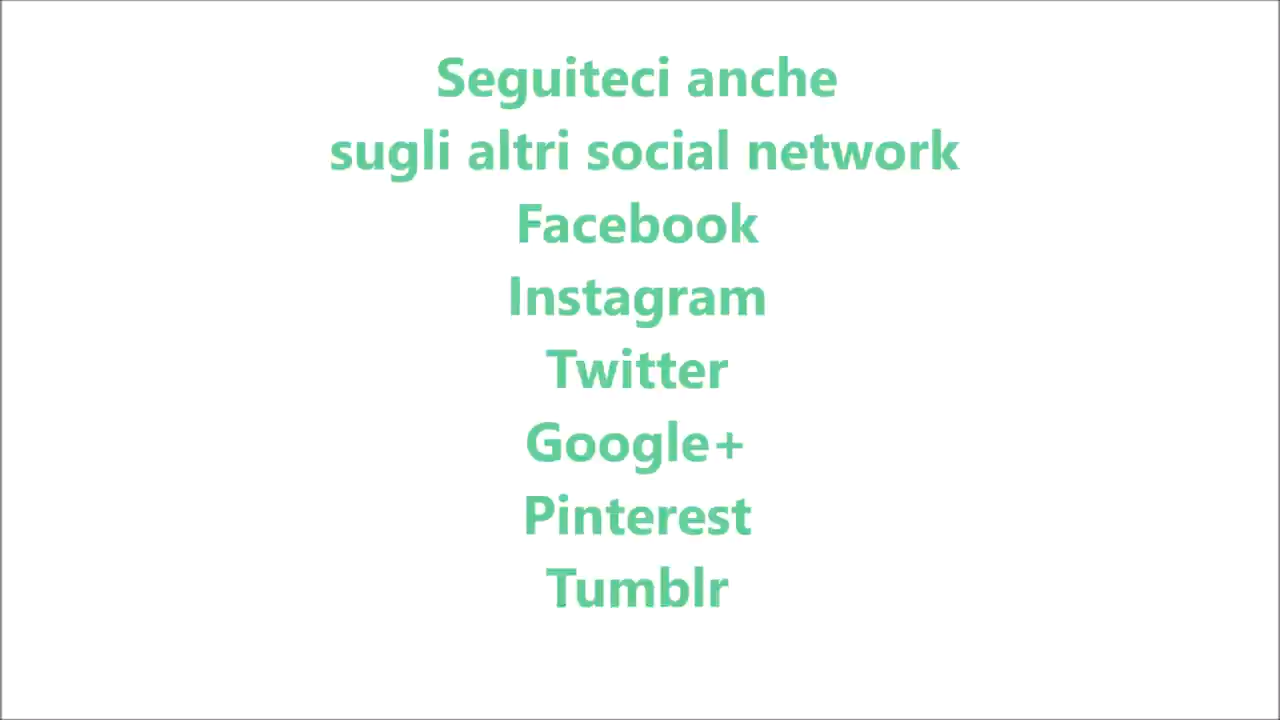 Seguiteci anche
sugli altri social network
Facebook
Instagram
Twitter
Google+
Pinterest
Tumblr